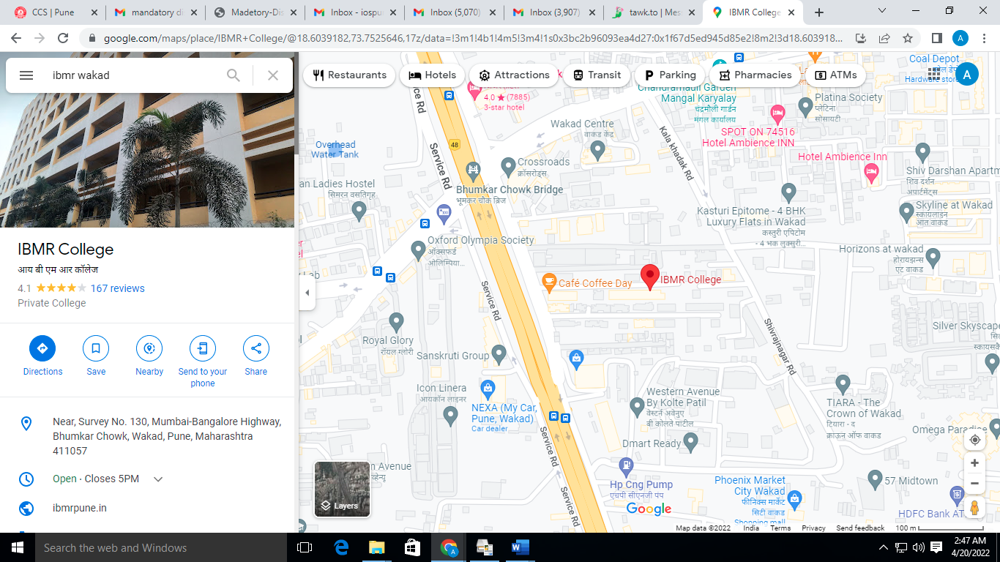 CCS | Pune
mandatory di
Madetory-Dis
Inbox - iospu
Inbox (5,070)
Inbox (3,907)
tawk.to | Mes
IBMR College
google.com/maps/place/IBMR+College/@18.6039182,73.7525646,17z/data=!3m1!4b1!4m5!3m4!1s0x3bc2b96093ea4d27:0x1f67d5ed945d85e2!8m2!3d18.603918...
A
ibmr wakad
Restaurants
Hotels
Attractions
Transit
Parking
Pharmacies
ATMs
A
IBMR College
आय बी एम आर कॉलेज
4.1 167 reviews
Private College
Directions
Save
Nearby
Send to your
phone
Share
Near, Survey No. 130, Mumbai-Bangalore Highway,
Bhumkar Chowk, Wakad, Pune, Maharashtra
411057
Open · Closes 5PM
ibmrpune.in
Coal Depot
Hardware store
4.0 ★ (7885)
3-star hotel
Service Rd
Chandramauli Garden
Mangal Karyalay
चंद्रमौली गार्डन
मंगल कार्यालय
Platina Society
प्लेटिना
सोसायटी
Wakad Centre
वाकड केंद्र
SPOT ON 74516
Hotel Ambience INN
Kala khadak Rd
Overhead
Water Tank
48
Service Rd
Crossroads
क्रॉसरोड्स
Hotel Ambience Inn
Shiv Darshan Apartm
शिव दर्शन
अपार्टमेंट्स
an Ladies Hostel
सिमरन वसतिगृह
Bhumkar Chowk Bridge
भूमकर चौक ब्रिज
Kasturi Epitome - 4 BHK
Luxury Flats in Wakad
कस्तुरी एपिटोम
- 4 भक लुक्सुरी...
Skyline at Wakad
स्कायलाइन
आत वाकड
Oxford Olympia Society
ऑक्सफर्ड
ओलिम्पिया...
Horizons at wakad
होरायझन्स
एट वाकड
Lab
Café Coffee Day
IBMR College
Service Rd
Royal Glory
रॉयल ग्लोरी
Sanskruti Group
Shivrajnagar Rd
Silver Skyscape
Icon Linera
आयकॉन लाइनर
NEXA (My Car,
Pune, Wakad)
Car dealer
Western Avenue
By Kolte Patil
वेस्टर्न अवेनुए
बी कोलते पाटील
TIARA - The
Crown of Wakad
टियारा - द
क्राऊन ऑफ वाकड
Omega Paradise
Dmart Ready
Service Rd
n Avenue
Hp Cng Pump
एचपी सीएनजी पंप
Phoenix Market
City Wakad
फीनिक्स मार्केट
सिटी वाकड
Shopping mall
57 Midtown
HDFC Bank AT
Service Rd
Layers
Google
Map data ©2022
India
Terms
Privacy
Send feedback
100 m
Search the web and Windows
2:47 AM
4/20/2022